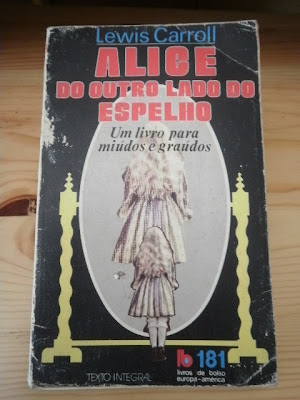 Lewis Carroll
ALICE
DO OUTRO LADO DO
ESPELHO
Um livro para
miúdos e graúdos
b 181
livros de bolso
europa-américa
TEXTO INTEGRAL